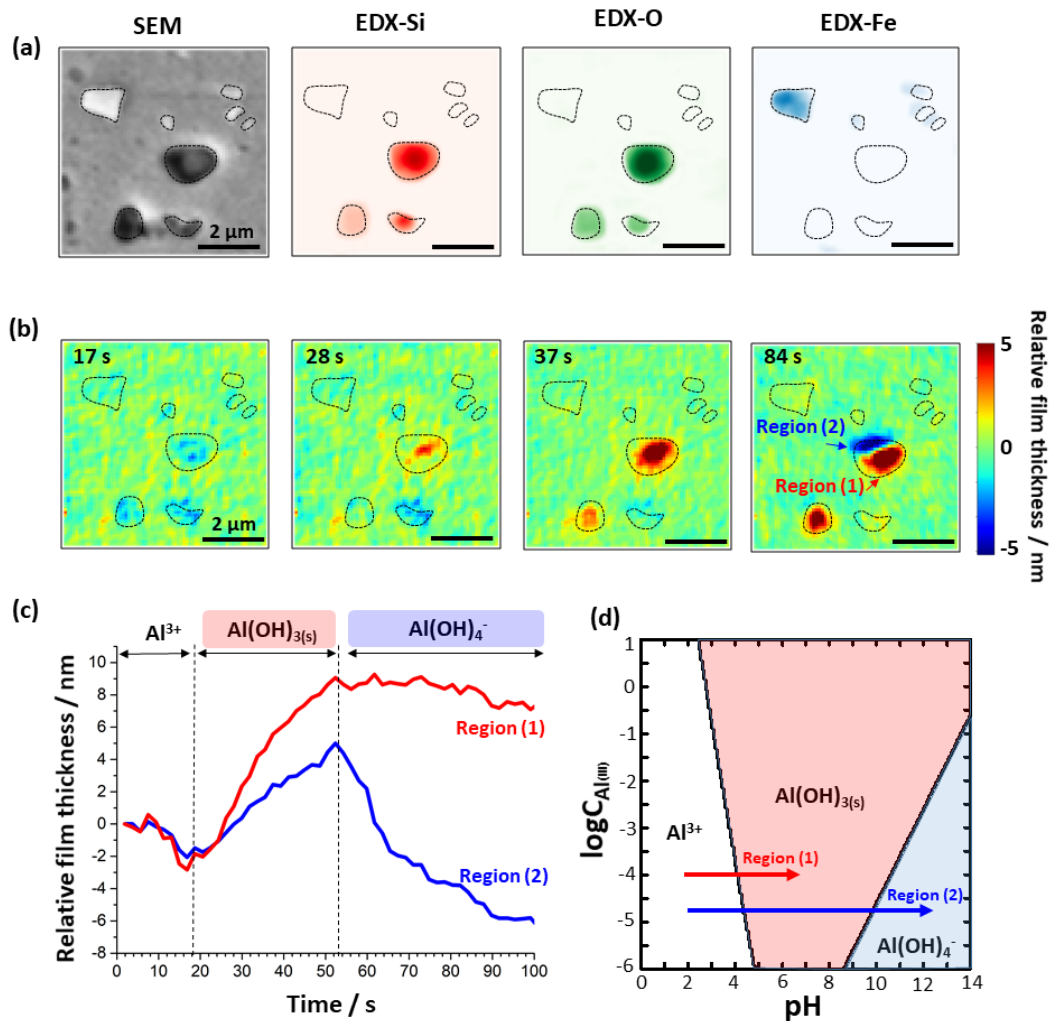 SEM EDX-Si EDX-O EDX-Fe
(a)
2 μm
(b)
17 s 28 s 37 s 84 s
Region (2)
Region (1)
2 μm
5
0
-5
Relative film thickness / nm
(c)
Al³⁺ Al(OH)₃₍ₛ₎ Al(OH)₄⁻
10
8
6
4
2
0
-2
-4
-6
-8
Relative film thickness / nm
Region (1)
Region (2)
0 10 20 30 40 50 60 70 80 90 100
Time / s
(d)
1
0
-1
-2
-3
-4
-5
-6
logC_Al(III)
Al(OH)₃₍ₛ₎
Al³⁺
Region (1)
Region (2)
Al(OH)₄⁻
0 2 4 6 8 10 12 14
pH